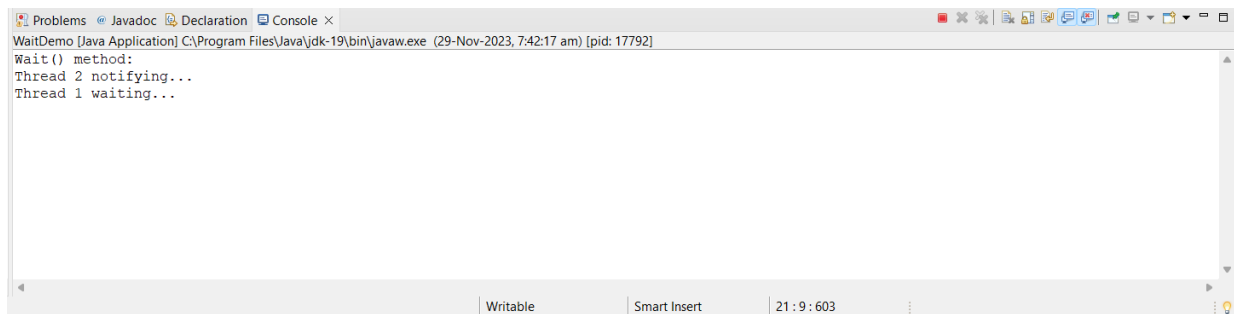 Problems @ Javadoc Declaration Console ×
WaitDemo [Java Application] C:\Program Files\Java\jdk-19\bin\javaw.exe (29-Nov-2023, 7:42:17 am) [pid: 17792]
Wait() method:
Thread 2 notifying...
Thread 1 waiting...
Writable Smart Insert 21 : 9 : 603